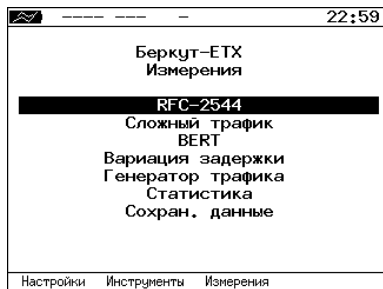 ---- --- - 22:59
Беркут-ETX
Измерения
RFC-2544
Сложный трафик
BERT
Вариация задержки
Генератор трафика
Статистика
Сохран. данные
Настройки Инструменты Измерения